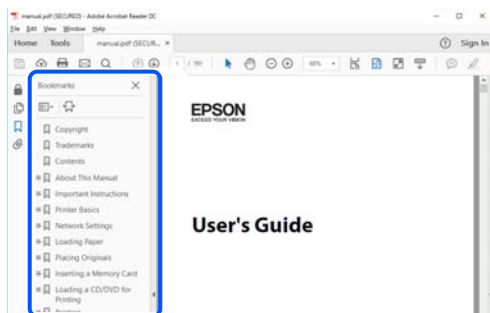 manual.pdf (SECURED) - Adobe Acrobat Reader DC
File Edit View Window Help
Home Tools manual.pdf (SECUR... ×
Sign In
1 / 191
Bookmarks
Copyright
Trademarks
Contents
About This Manual
Important Instructions
Printer Basics
Network Settings
Loading Paper
Placing Originals
Inserting a Memory Card
Loading a CD/DVD for
Printing
EPSON
EXCEED YOUR VISION
User's Guide